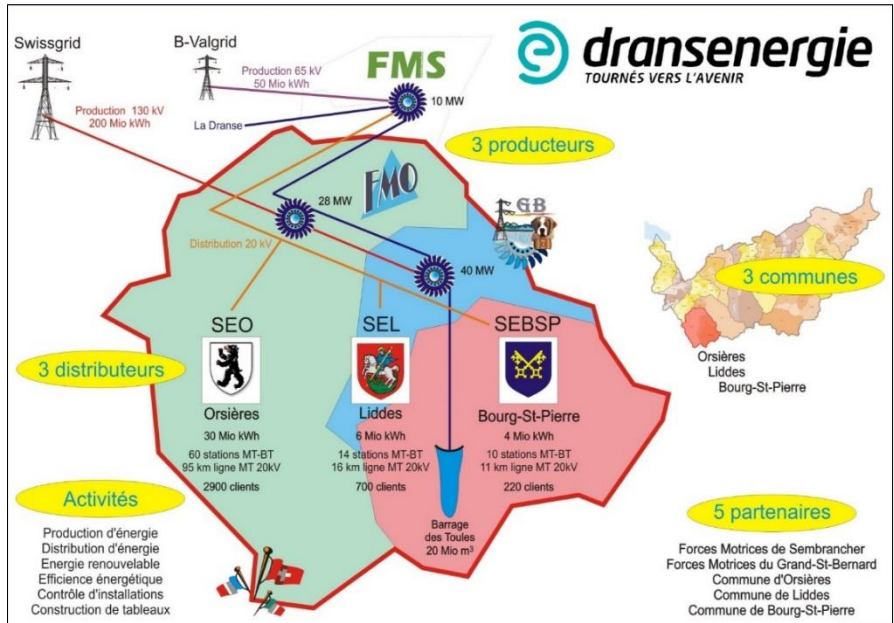 Swissgrid
B-Valgrid
FMS
dransenergie
TOURNÉS VERS L'AVENIR
Production 65 kV
50 Mio kWh
10 MW
Production 130 kV
200 Mio kWh
La Dranse
3 producteurs
FMO
28 MW
GB
Distribution 20 kV
40 MW
3 communes
SEO
SEL
SEBSP
3 distributeurs
Orsières
Liddes
Bourg-St-Pierre
Orsières
30 Mio kWh
60 stations MT-BT
95 km ligne MT 20kV
2900 clients
Liddes
6 Mio kWh
14 stations MT-BT
16 km ligne MT 20kV
700 clients
Bourg-St-Pierre
4 Mio kWh
10 stations MT-BT
11 km ligne MT 20kV
220 clients
Activités
Production d'énergie
Distribution d'énergie
Energie renouvelable
Efficience énergétique
Contrôle d'installations
Construction de tableaux
Barrage
des Toules
20 Mio m³
5 partenaires
Forces Motrices de Sembrancher
Forces Motrices du Grand-St-Bernard
Commune d'Orsières
Commune de Liddes
Commune de Bourg-St-Pierre